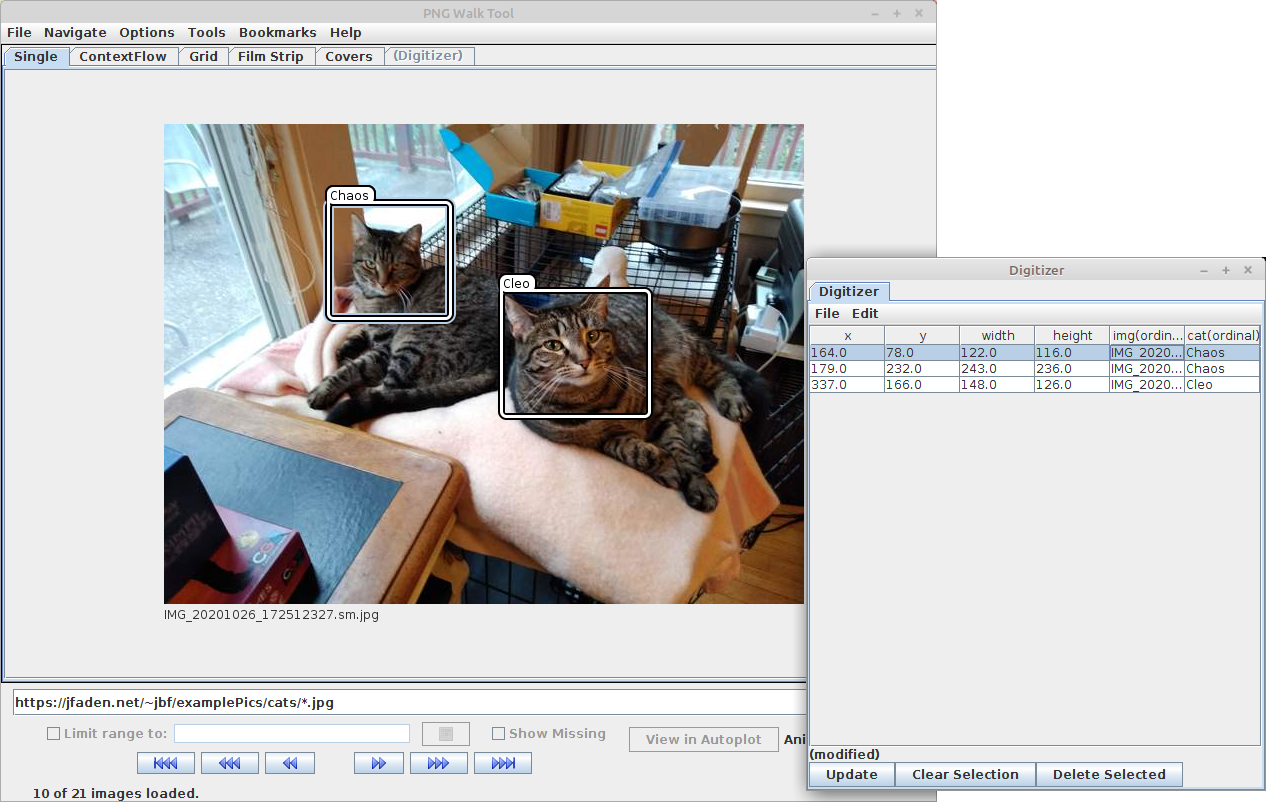 PNG Walk Tool
File Navigate Options Tools Bookmarks Help
Single ContextFlow Grid Film Strip Covers (Digitizer)
Chaos
Cleo
IMG_20201026_172512327.sm.jpg
https://jfaden.net/~jbf/examplePics/cats/*.jpg
Limit range to: Show Missing View in Autoplot Ani
10 of 21 images loaded.
Digitizer
Digitizer
File Edit
x y width height img(ordin... cat(ordinal)
164.0 78.0 122.0 116.0 IMG_2020... Chaos
179.0 232.0 243.0 236.0 IMG_2020... Chaos
337.0 166.0 148.0 126.0 IMG_2020... Cleo
(modified)
Update Clear Selection Delete Selected